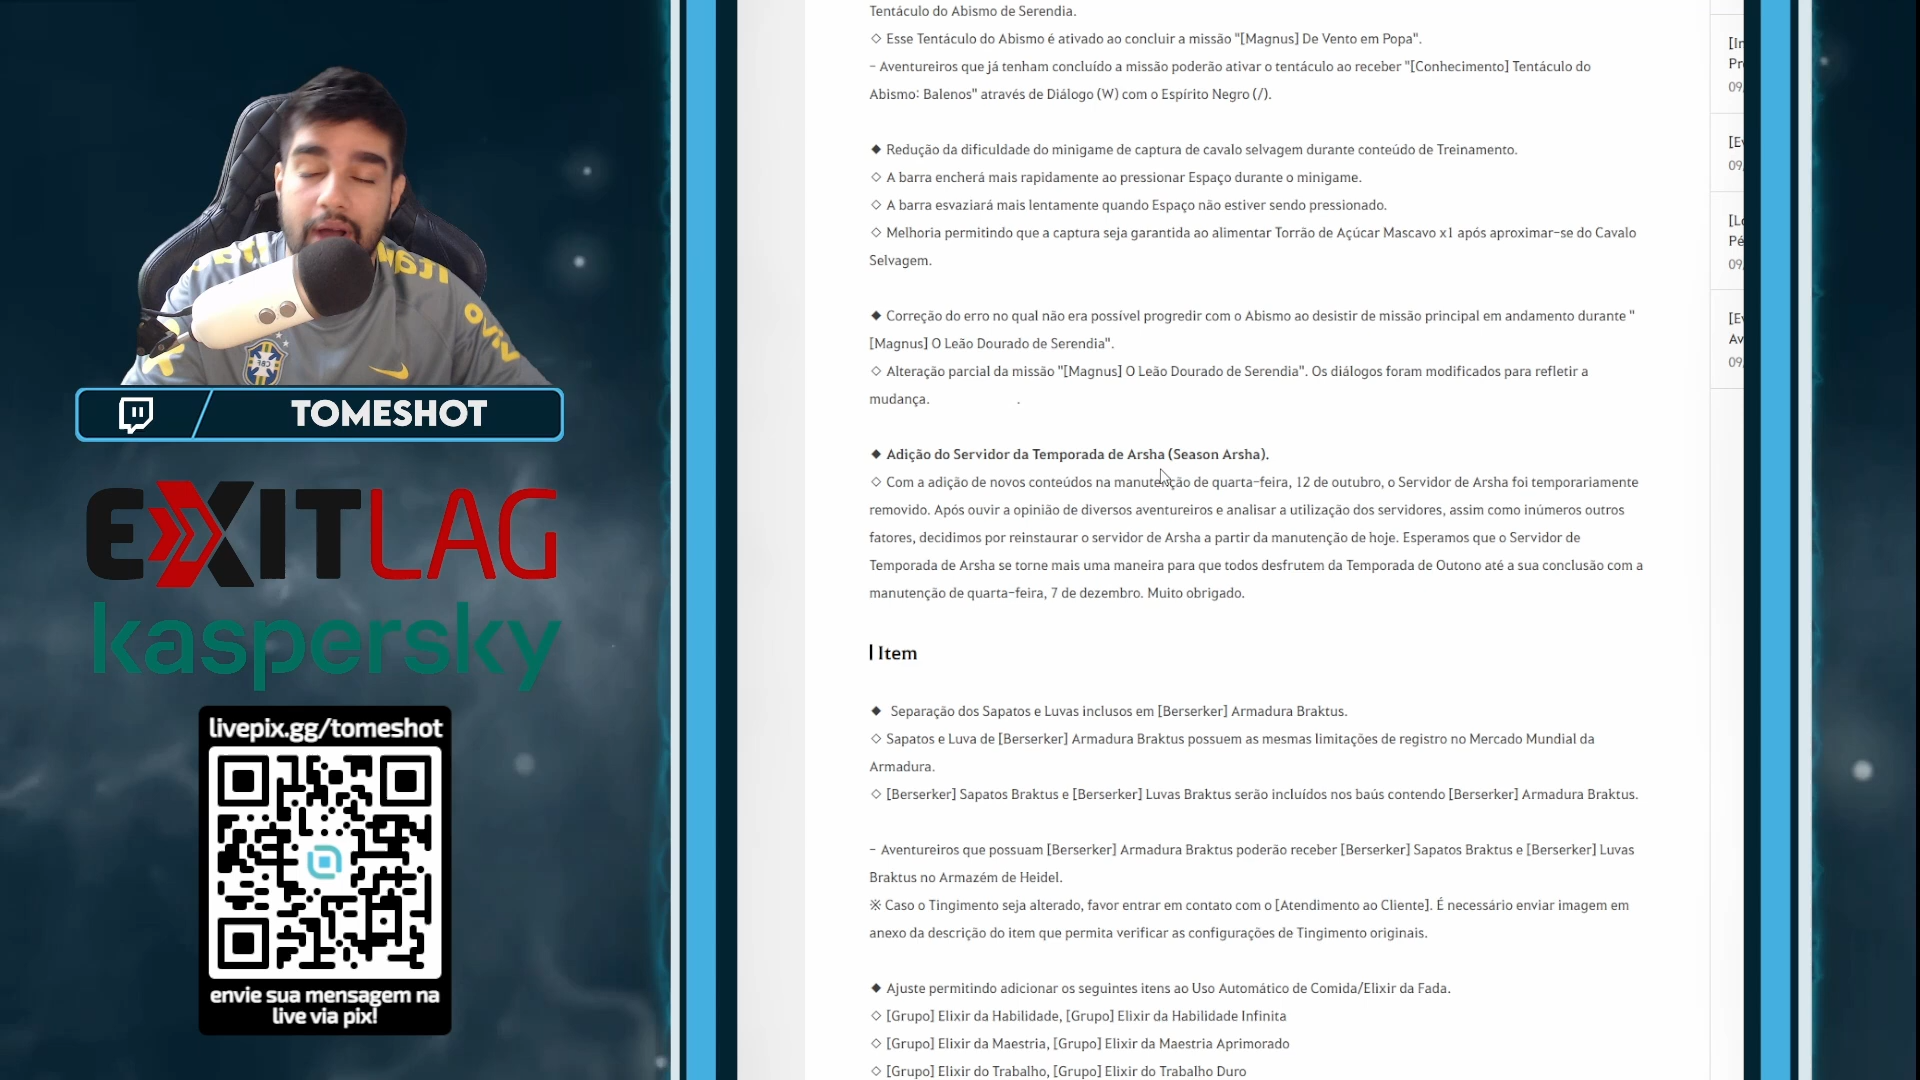 Tentáculo do Abismo de Serendia.
◇ Esse Tentáculo do Abismo é ativado ao concluir a missão "[Magnus] De Vento em Popa".
- Aventureiros que já tenham concluído a missão poderão ativar o tentáculo ao receber "[Conhecimento] Tentáculo do
Abismo: Balenos" através de Diálogo (W) com o Espírito Negro (/).
◆ Redução da dificuldade do minigame de captura de cavalo selvagem durante conteúdo de Treinamento.
◇ A barra encherá mais rapidamente ao pressionar Espaço durante o minigame.
◇ A barra esvaziará mais lentamente quando Espaço não estiver sendo pressionado.
◇ Melhoria permitindo que a captura seja garantida ao alimentar Torrão de Açúcar Mascavo x1 após aproximar-se do Cavalo
Selvagem.
◆ Correção do erro no qual não era possível progredir com o Abismo ao desistir de missão principal em andamento durante "
[Magnus] O Leão Dourado de Serendia".
◇ Alteração parcial da missão "[Magnus] O Leão Dourado de Serendia". Os diálogos foram modificados para refletir a
mudança. .
◆ Adição do Servidor da Temporada de Arsha (Season Arsha).
◇ Com a adição de novos conteúdos na manutenção de quarta-feira, 12 de outubro, o Servidor de Arsha foi temporariamente
removido. Após ouvir a opinião de diversos aventureiros e analisar a utilização dos servidores, assim como inúmeros outros
fatores, decidimos por reinstaurar o servidor de Arsha a partir da manutenção de hoje. Esperamos que o Servidor de
Temporada de Arsha se torne mais uma maneira para que todos desfrutem da Temporada de Outono até a sua conclusão com a
manutenção de quarta-feira, 7 de dezembro. Muito obrigado.
Item
◆ Separação dos Sapatos e Luvas inclusos em [Berserker] Armadura Braktus.
◇ Sapatos e Luva de [Berserker] Armadura Braktus possuem as mesmas limitações de registro no Mercado Mundial da
Armadura.
◇ [Berserker] Sapatos Braktus e [Berserker] Luvas Braktus serão incluídos nos baús contendo [Berserker] Armadura Braktus.
- Aventureiros que possuam [Berserker] Armadura Braktus poderão receber [Berserker] Sapatos Braktus e [Berserker] Luvas
Braktus no Armazém de Heidel.
※ Caso o Tingimento seja alterado, favor entrar em contato com o [Atendimento ao Cliente]. É necessário enviar imagem em
anexo da descrição do item que permita verificar as configurações de Tingimento originais.
◆ Ajuste permitindo adicionar os seguintes itens ao Uso Automático de Comida/Elixir da Fada.
◇ [Grupo] Elixir da Habilidade, [Grupo] Elixir da Habilidade Infinita
◇ [Grupo] Elixir da Maestria, [Grupo] Elixir da Maestria Aprimorado
◇ [Grupo] Elixir do Trabalho, [Grupo] Elixir do Trabalho Duro
TOMESHOT
EXITLAG
kaspersky
livepix.gg/tomeshot
envie sua mensagem na
live via pix!